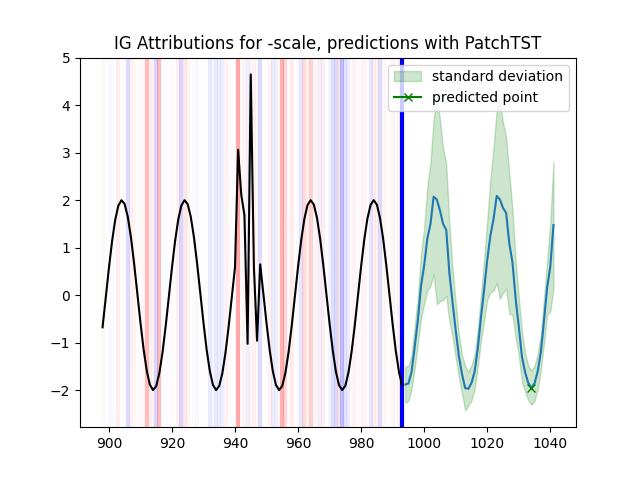 IG Attributions for -scale, predictions with PatchTST
standard deviation
predicted point
5
4
3
2
1
0
−1
−2
900 920 940 960 980 1000 1020 1040